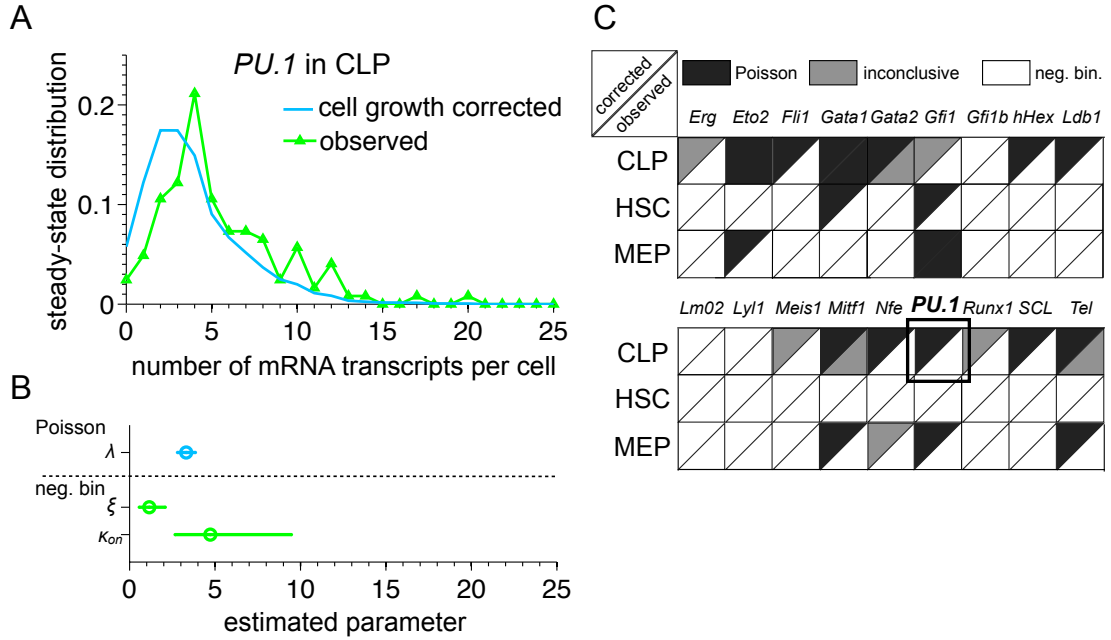 A
PU.1 in CLP
cell growth corrected
observed
steady-state distribution
0.2
0.1
0
0 5 10 15 20 25
number of mRNA transcripts per cell
B
Poisson
λ
neg. bin
ξ
κon
0 5 10 15 20 25
estimated parameter
C
corrected
observed
Poisson inconclusive neg. bin.
Erg Eto2 Fli1 Gata1 Gata2 Gfi1 Gfi1b hHex Ldb1
CLP
HSC
MEP
Lm02 Lyl1 Meis1 Mitf1 Nfe PU.1 Runx1 SCL Tel
CLP
HSC
MEP